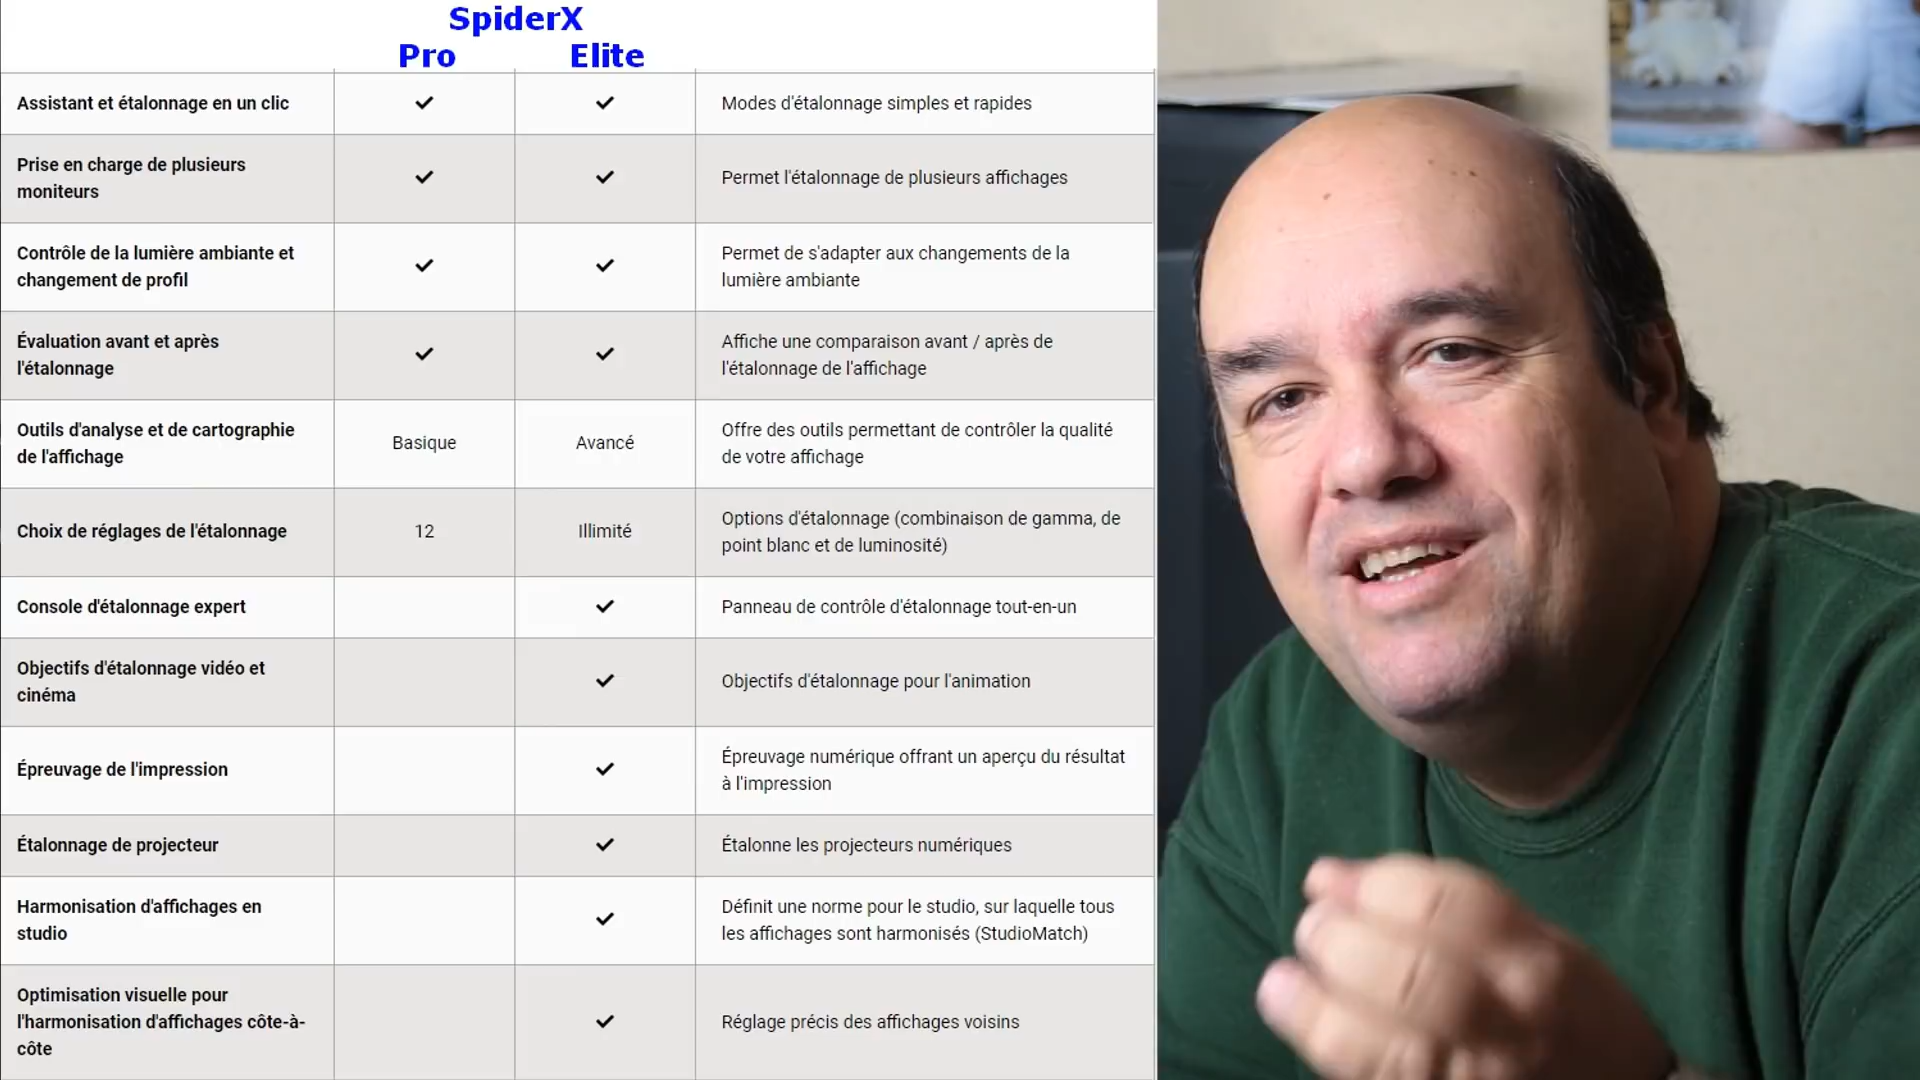 SpiderX
Pro Elite
Assistant et étalonnage en un clic ✓ ✓ Modes d'étalonnage simples et rapides
Prise en charge de plusieurs
moniteurs
✓ ✓ Permet l'étalonnage de plusieurs affichages
Contrôle de la lumière ambiante et
changement de profil
✓ ✓
Permet de s'adapter aux changements de la
lumière ambiante
Évaluation avant et après
l'étalonnage
✓ ✓
Affiche une comparaison avant / après de
l'étalonnage de l'affichage
Outils d'analyse et de cartographie
de l'affichage
Basique Avancé
Offre des outils permettant de contrôler la qualité
de votre affichage
Choix de réglages de l'étalonnage 12 Illimité
Options d'étalonnage (combinaison de gamma, de
point blanc et de luminosité)
Console d'étalonnage expert ✓ Panneau de contrôle d'étalonnage tout-en-un
Objectifs d'étalonnage vidéo et
cinéma
✓ Objectifs d'étalonnage pour l'animation
Épreuvage de l'impression ✓
Épreuvage numérique offrant un aperçu du résultat
à l'impression
Étalonnage de projecteur ✓ Étalonne les projecteurs numériques
Harmonisation d'affichages en
studio
✓
Définit une norme pour le studio, sur laquelle tous
les affichages sont harmonisés (StudioMatch)
Optimisation visuelle pour
l'harmonisation d'affichages côte-à-
côte
✓ Réglage précis des affichages voisins